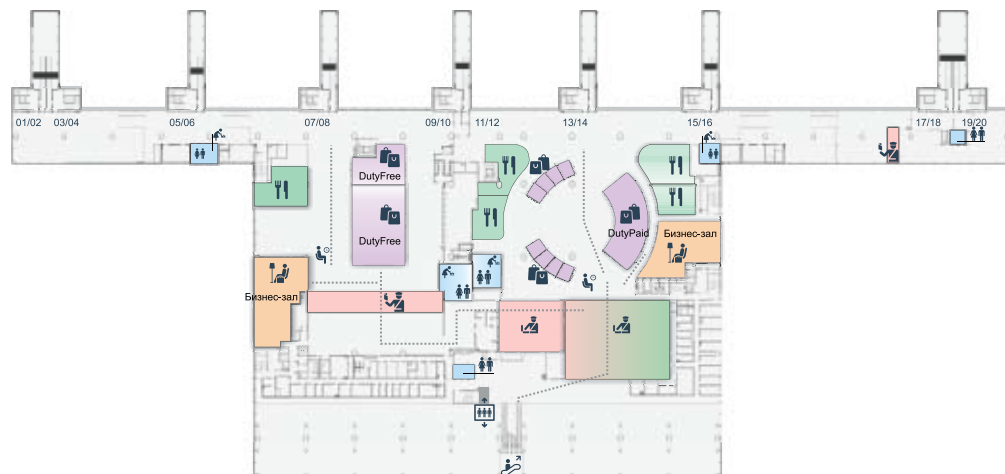 01/02 03/04 05/06 07/08 09/10 11/12 13/14 15/16 17/18 19/20
DutyFree
DutyFree
DutyPaid
Бизнес-зал
Бизнес-зал